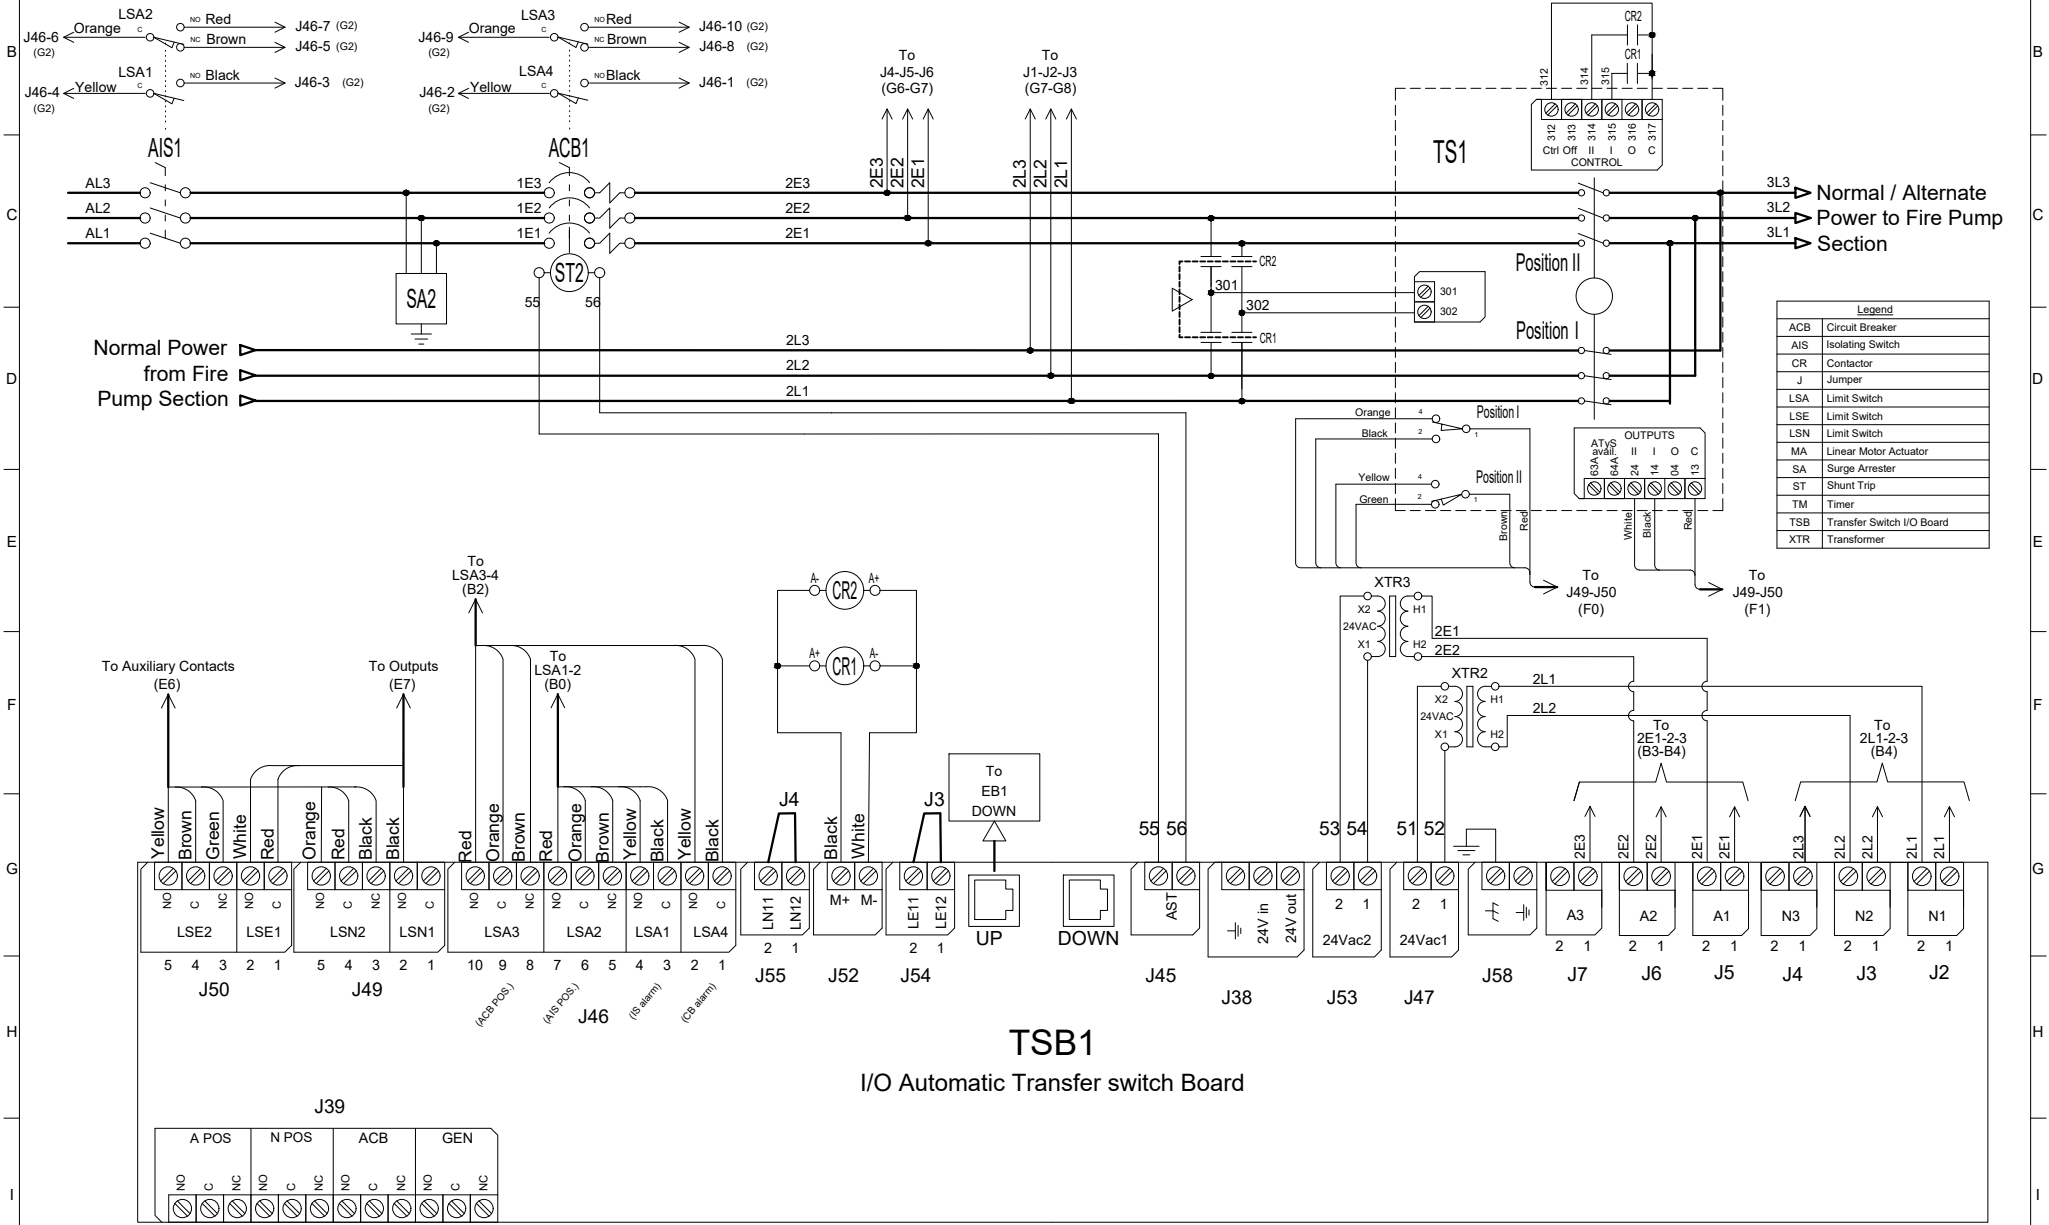 B
B
C
C
D
D
E
E
F
F
G
G
H
H
I
I
LSA2
J46-6
(G2)
Orange
C
NO Red
J46-7 (G2)
NC Brown
J46-5 (G2)
LSA1
J46-4
(G2)
Yellow
C
NO Black
J46-3 (G2)
LSA3
J46-9
(G2)
Orange
C
NO Red
J46-10 (G2)
NC Brown
J46-8 (G2)
LSA4
J46-2
(G2)
Yellow
C
NO Black
J46-1 (G2)
AIS1
ACB1
AL3
AL2
AL1
1E3
1E2
1E1
2E3
2E2
2E1
SA2
ST2
55
56
To
J4-J5-J6
(G6-G7)
2E3
2E2
2E1
To
J1-J2-J3
(G7-G8)
2L3
2L2
2L1
Normal Power
from Fire
Pump Section
2L3
2L2
2L1
CR2
CR1
301
302
301
302
TS1
CR2
CR1
312
314
315
312
313
314
315
316
317
Ctrl
Off
II
I
O
C
CONTROL
Position II
Position I
3L3
3L2
3L1
Normal / Alternate
Power to Fire Pump
Section
Legend
ACB Circuit Breaker
AIS Isolating Switch
CR Contactor
J Jumper
LSA Limit Switch
LSE Limit Switch
LSN Limit Switch
MA Linear Motor Actuator
SA Surge Arrester
ST Shunt Trip
TM Timer
TSB Transfer Switch I/O Board
XTR Transformer
Orange
4
Black
2
1
Position I
Yellow
4
Green
2
1
Position II
Brown
Red
OUTPUTS
ATyS
avail.
II
I
O
C
63A
64A
24
14
04
13
White
Black
Red
To
J49-J50
(F0)
To
J49-J50
(F1)
XTR3
X2
24VAC
X1
H1
H2
2E1
2E2
XTR2
X2
24VAC
X1
H1
H2
2L1
2L2
To Auxiliary Contacts
(E6)
To Outputs
(E7)
To
LSA3-4
(B2)
To
LSA1-2
(B0)
A-
CR2
A+
A+
CR1
A-
To
EB1
DOWN
To
2E1-2-3
(B3-B4)
To
2L1-2-3
(B4)
Yellow
Brown
Green
White
Red
Orange
Red
Black
Black
Red
Orange
Brown
Red
Orange
Brown
Yellow
Black
Yellow
Black
J4
Black
White
J3
55
56
53
54
51
52
2E3
2E2
2E2
2E1
2E1
2L3
2L2
2L2
2L1
2L1
NO
C
NC
NO
C
NO
C
NC
NO
C
NO
C
NC
NO
C
NC
NO
C
NO
C
LSE2
LSE1
LSN2
LSN1
LSA3
LSA2
LSA1
LSA4
5 4 3 2 1
5 4 3 2 1
10 9 8 7 6 5 4 3 2 1
J50
J49
(ACB POS.)
(AIS POS.)
J46
(IS alarm)
(CB alarm)
LN11
LN12
2 1
J55
M+ M-
J52
LE11
LE12
2 1
J54
UP
DOWN
AST
J45
24V in
24V out
J38
2 1
24Vac2
J53
2 1
24Vac1
J47
J58
A3
2 1
J7
A2
2 1
J6
A1
2 1
J5
N3
2 1
J4
N2
2 1
J3
N1
2 1
J2
TSB1
I/O Automatic Transfer switch Board
J39
A POS
N POS
ACB
GEN
NO
C
NC
NO
C
NC
NO
C
NC
NO
C
NC